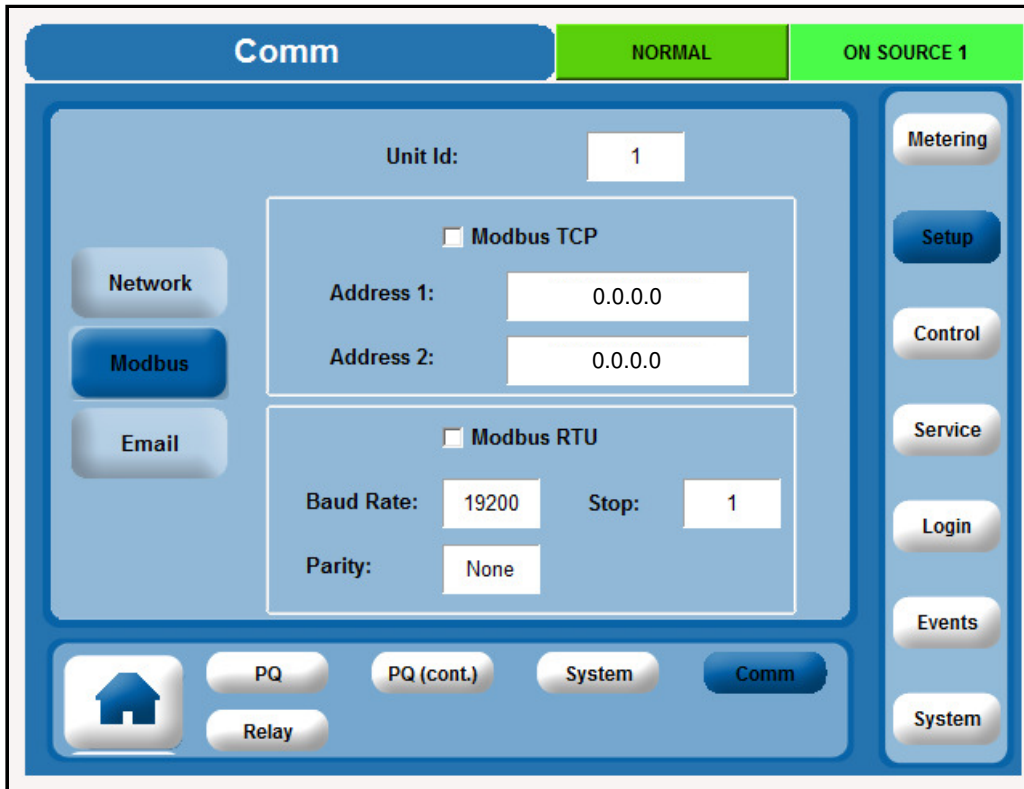 Comm
NORMAL
ON SOURCE 1
Unit Id:
1
Modbus TCP
Address 1:
0.0.0.0
Address 2:
0.0.0.0
Modbus RTU
Baud Rate:
19200
Stop:
1
Parity:
None
Network
Modbus
Email
Metering
Setup
Control
Service
Login
Events
System
PQ
PQ (cont.)
System
Comm
Relay